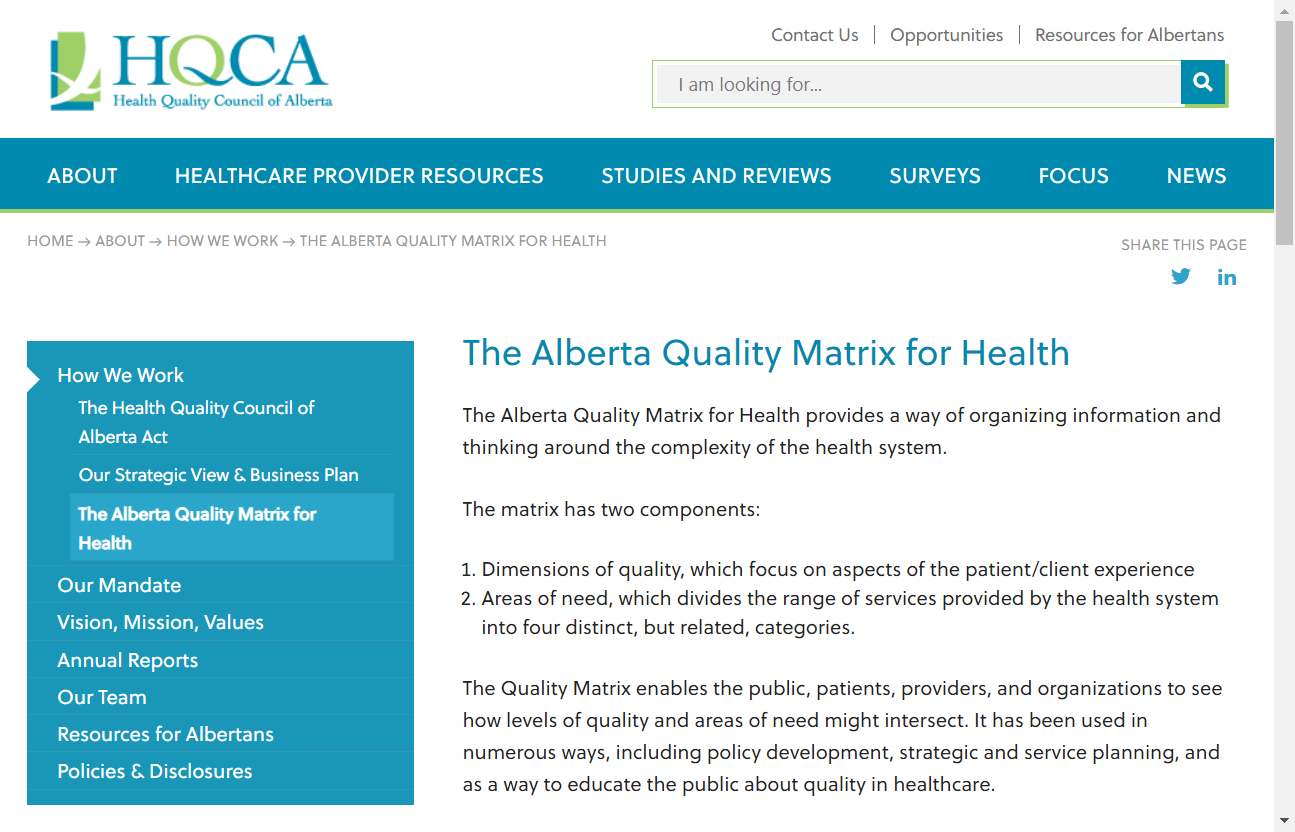 HQCA
Health Quality Council of Alberta
Contact Us
Opportunities
Resources for Albertans
I am looking for...
ABOUT
HEALTHCARE PROVIDER RESOURCES
STUDIES AND REVIEWS
SURVEYS
FOCUS
NEWS
HOME → ABOUT → HOW WE WORK → THE ALBERTA QUALITY MATRIX FOR HEALTH
SHARE THIS PAGE
in
How We Work
The Health Quality Council of
Alberta Act
Our Strategic View & Business Plan
The Alberta Quality Matrix for
Health
Our Mandate
Vision, Mission, Values
Annual Reports
Our Team
Resources for Albertans
Policies & Disclosures
The Alberta Quality Matrix for Health
The Alberta Quality Matrix for Health provides a way of organizing information and
thinking around the complexity of the health system.
The matrix has two components:
1. Dimensions of quality, which focus on aspects of the patient/client experience
2. Areas of need, which divides the range of services provided by the health system
into four distinct, but related, categories.
The Quality Matrix enables the public, patients, providers, and organizations to see
how levels of quality and areas of need might intersect. It has been used in
numerous ways, including policy development, strategic and service planning, and
as a way to educate the public about quality in healthcare.